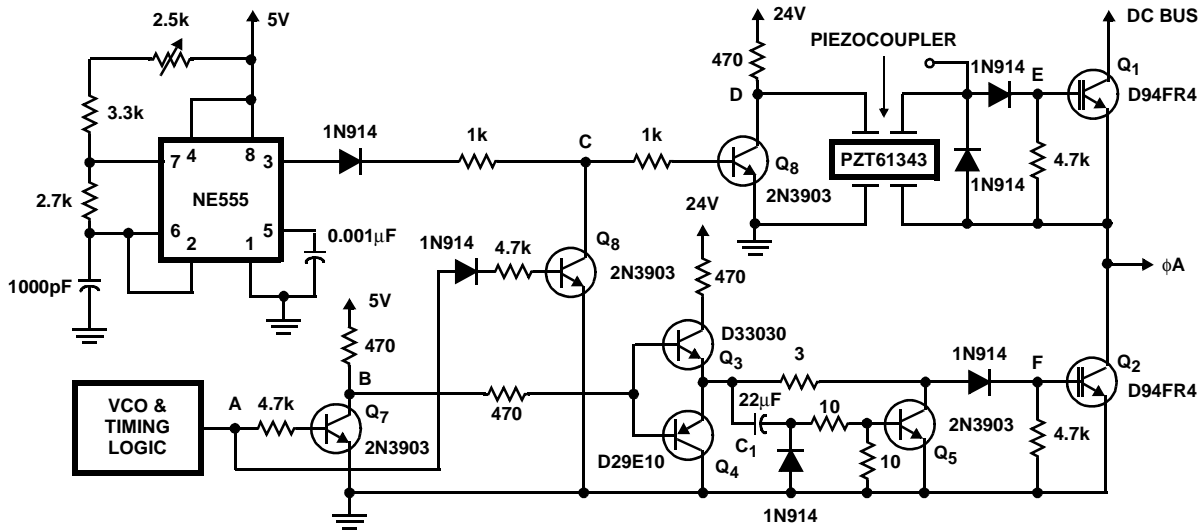 2.5k
5V
3.3k
7
4
8
3
NE555
6
2
1
5
2.7k
1000pF
0.001μF
1N914
1k
C
1k
24V
470
D
Q8
2N3903
PIEZOCOUPLER
PZT61343
1N914
1N914
E
4.7k
DC BUS
Q1
D94FR4
ϕA
1N914
4.7k
Q8
2N3903
24V
470
5V
470
B
VCO &
TIMING
LOGIC
A
4.7k
Q7
2N3903
470
D33030
Q3
D29E10
Q4
22μF
C1
3
10
10
1N914
2N3903
Q5
1N914
F
4.7k
Q2
D94FR4